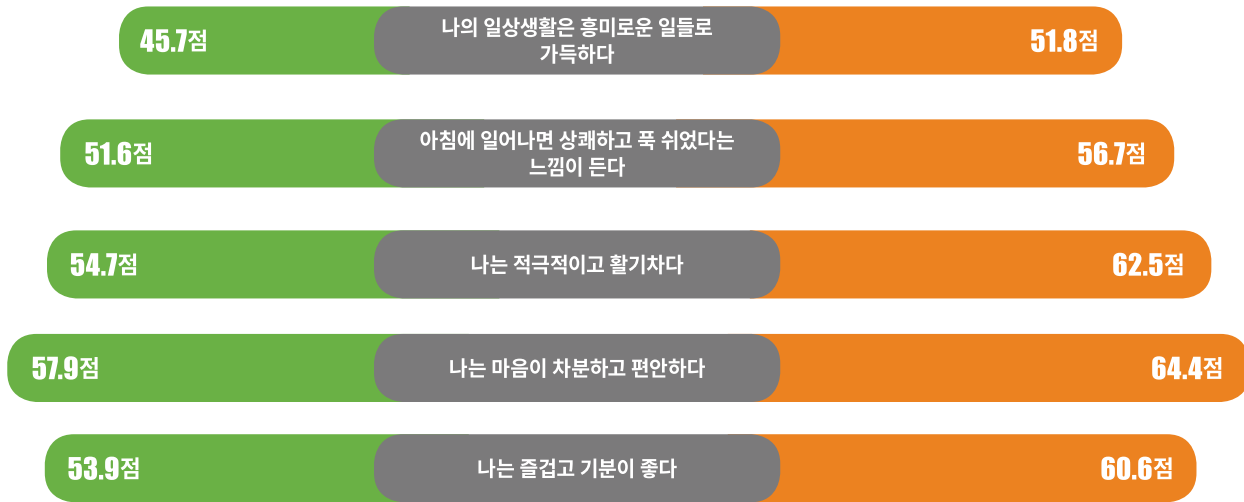 45.7점
나의 일상생활은 흥미로운 일들로
가득하다
51.8점
51.6점
아침에 일어나면 상쾌하고 푹 쉬었다는
느낌이 든다
56.7점
54.7점
나는 적극적이고 활기차다
62.5점
57.9점
나는 마음이 차분하고 편안하다
64.4점
53.9점
나는 즐겁고 기분이 좋다
60.6점